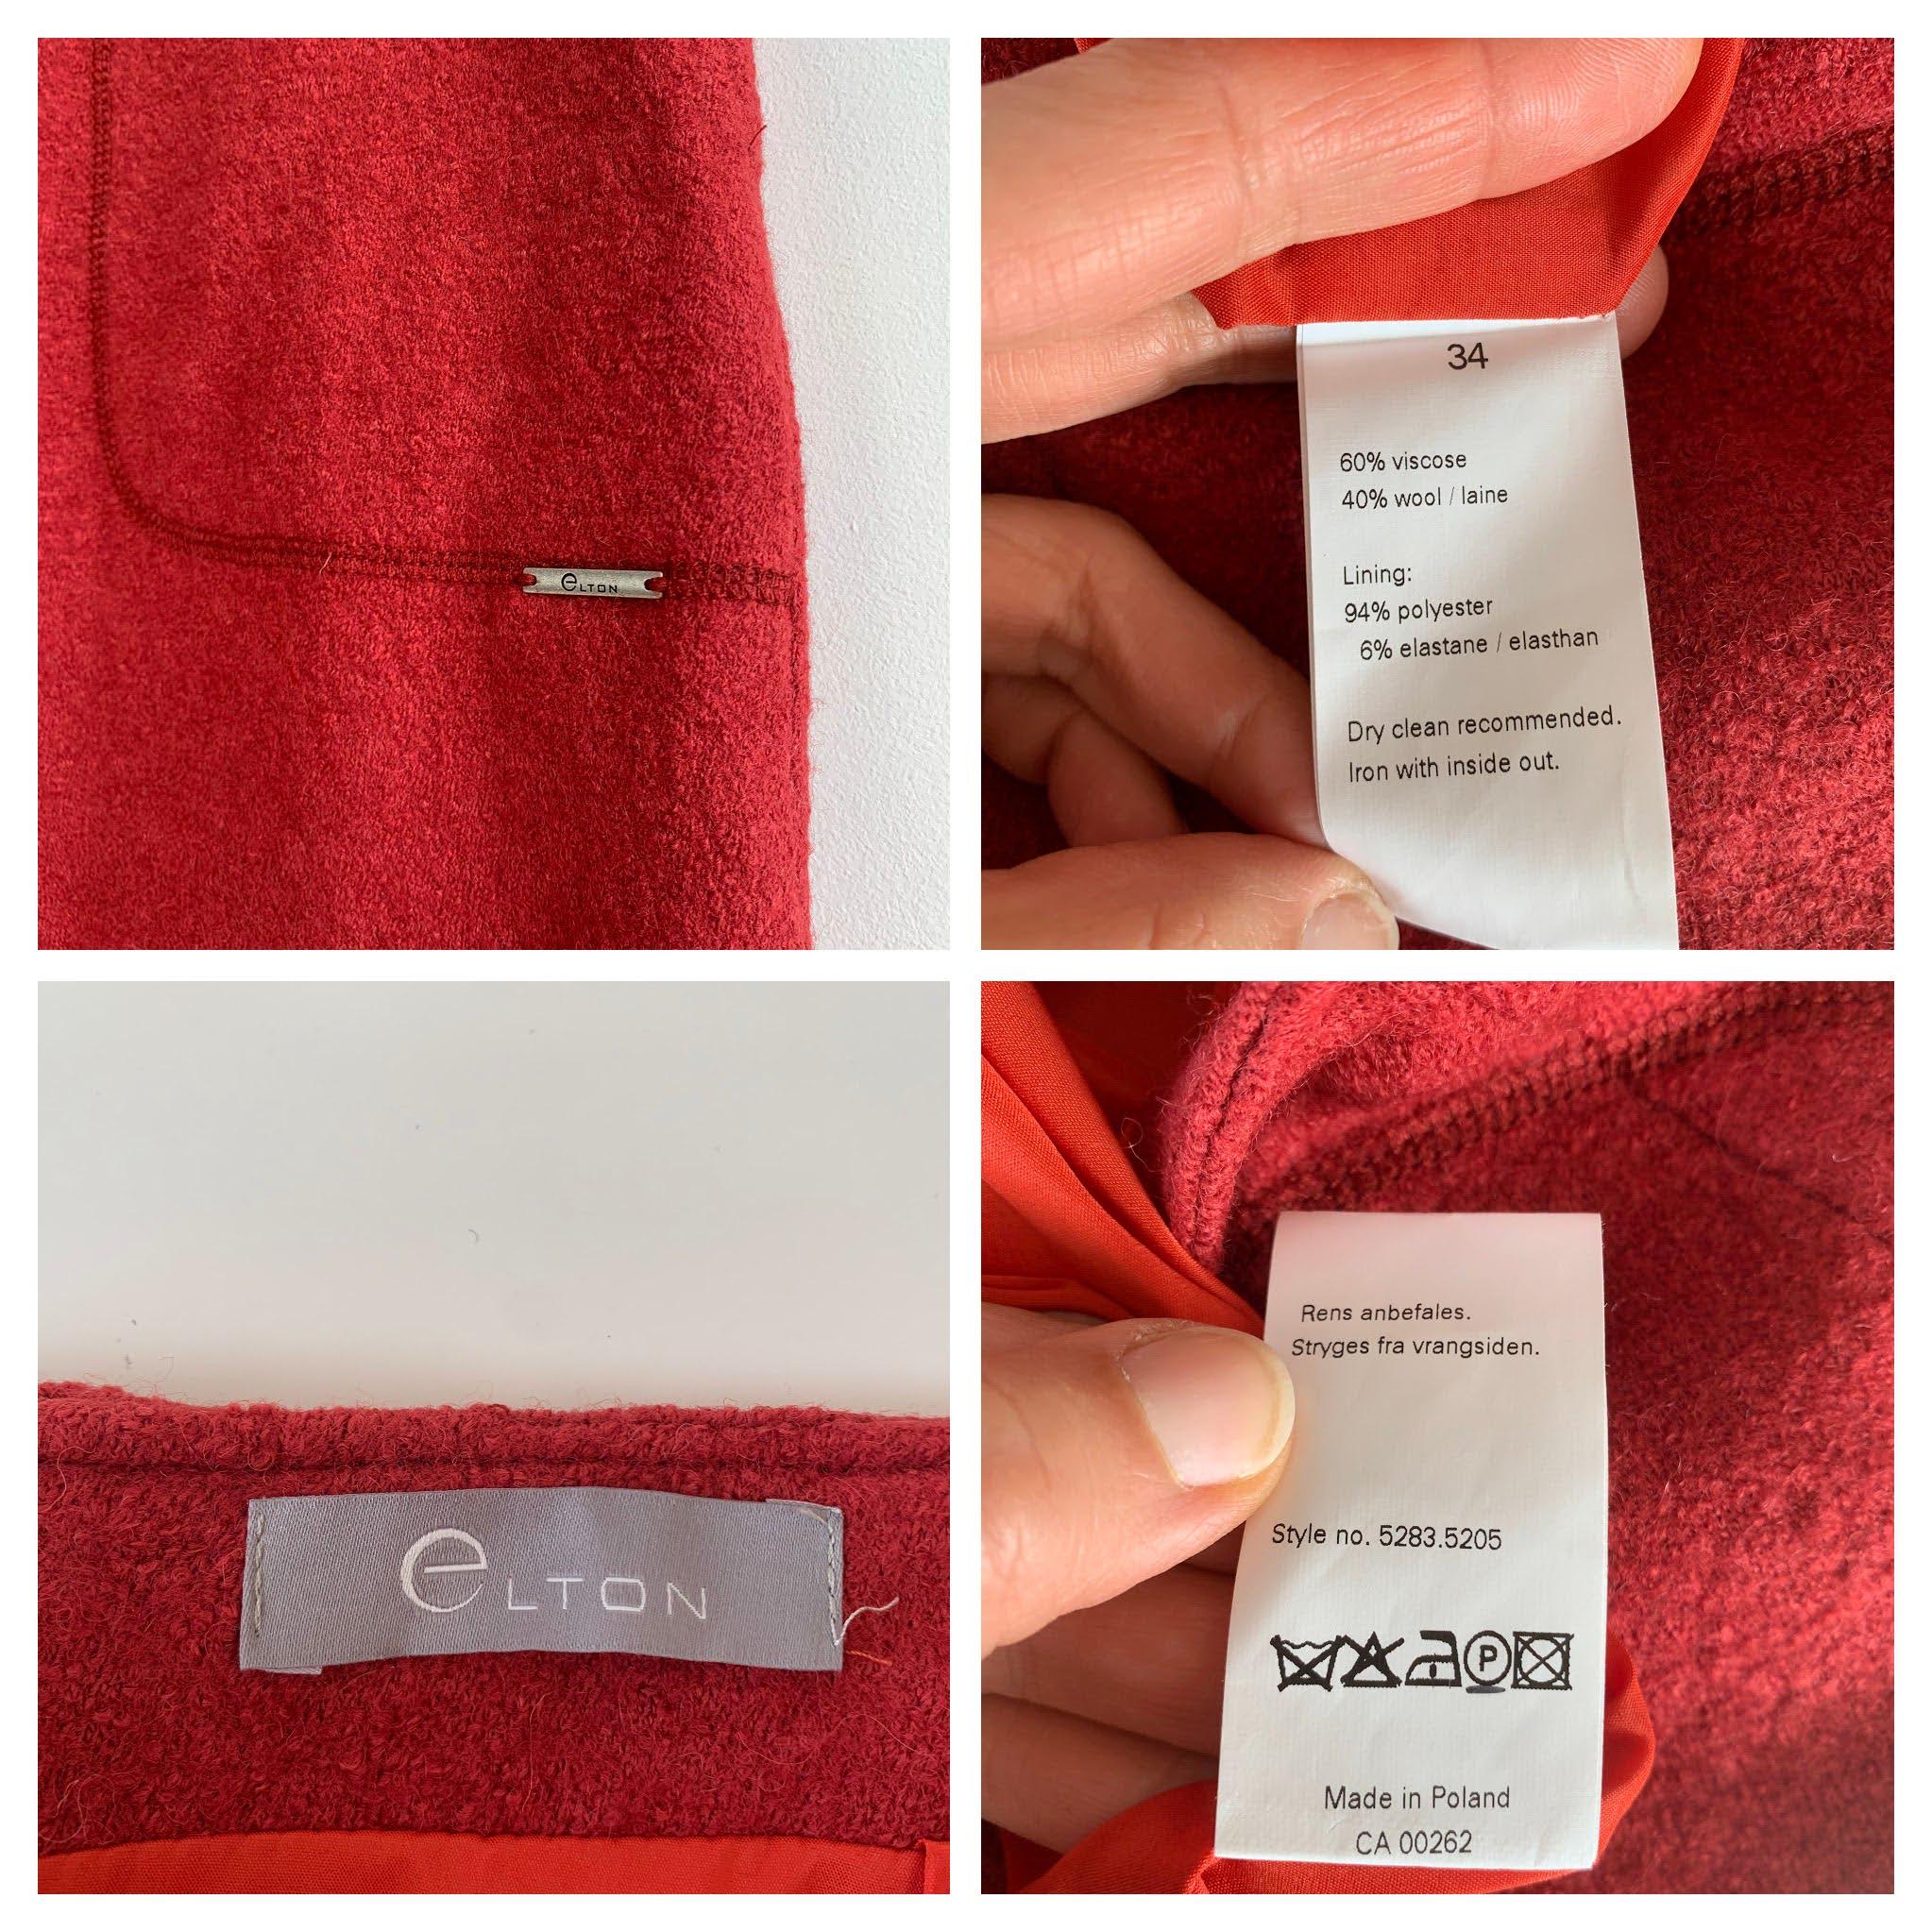 eLTON
34
60% viscose
40% wool / laine
Lining:
94% polyester
6% elastane / elasthan
Dry clean recommended.
Iron with inside out.
eLTON
Rens anbefales.
Stryges fra vrangsiden.
Style no. 5283.5205
P
Made in Poland
CA 00262